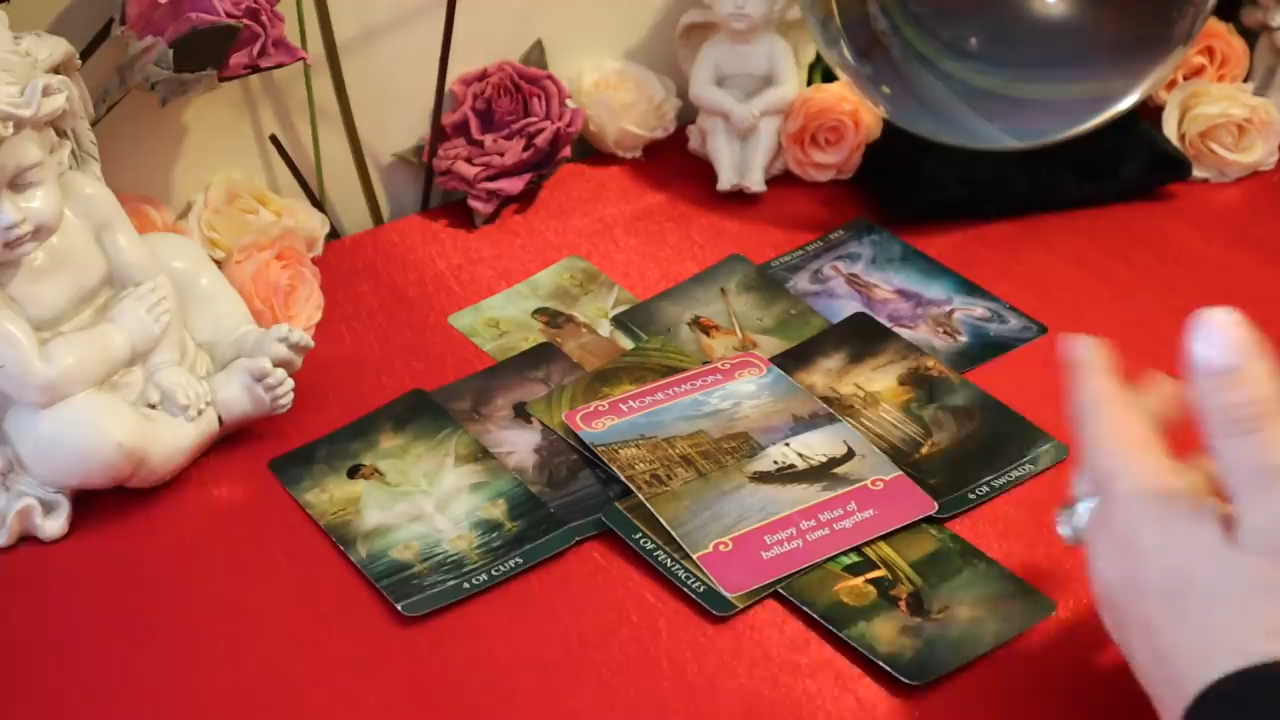 XXI - THE WORLD
HONEYMOON
6 OF SWORDS
Enjoy the bliss of
holiday time together.
3 OF PENTACLES
4 OF CUPS